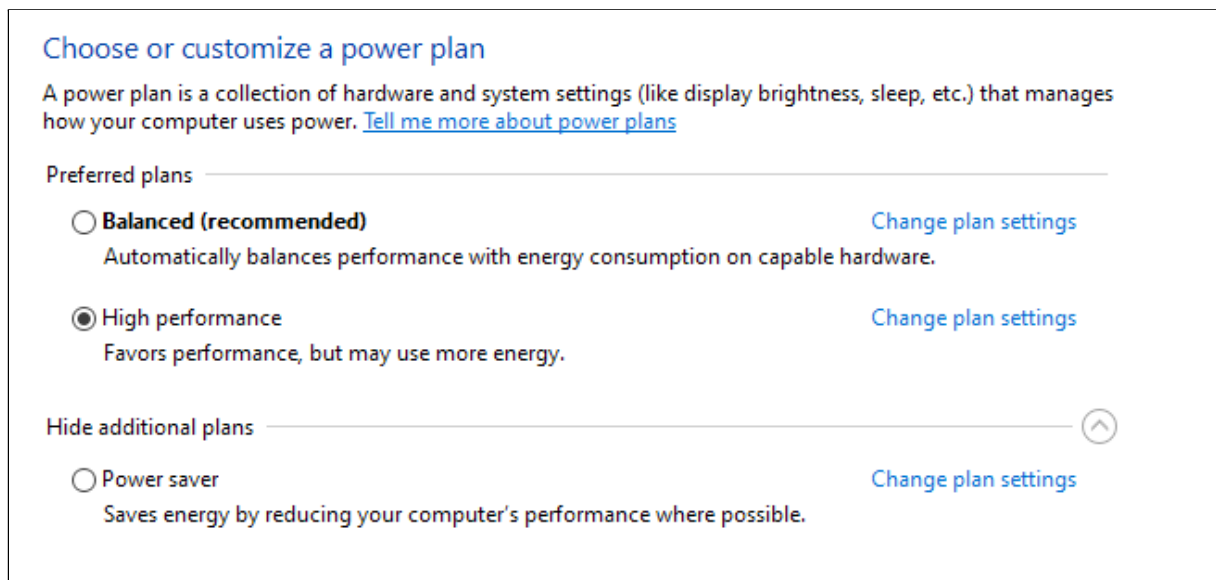 Choose or customize a power plan
A power plan is a collection of hardware and system settings (like display brightness, sleep, etc.) that manages
how your computer uses power. Tell me more about power plans
Preferred plans
Balanced (recommended) Change plan settings
Automatically balances performance with energy consumption on capable hardware.
High performance Change plan settings
Favors performance, but may use more energy.
Hide additional plans
Power saver Change plan settings
Saves energy by reducing your computer’s performance where possible.